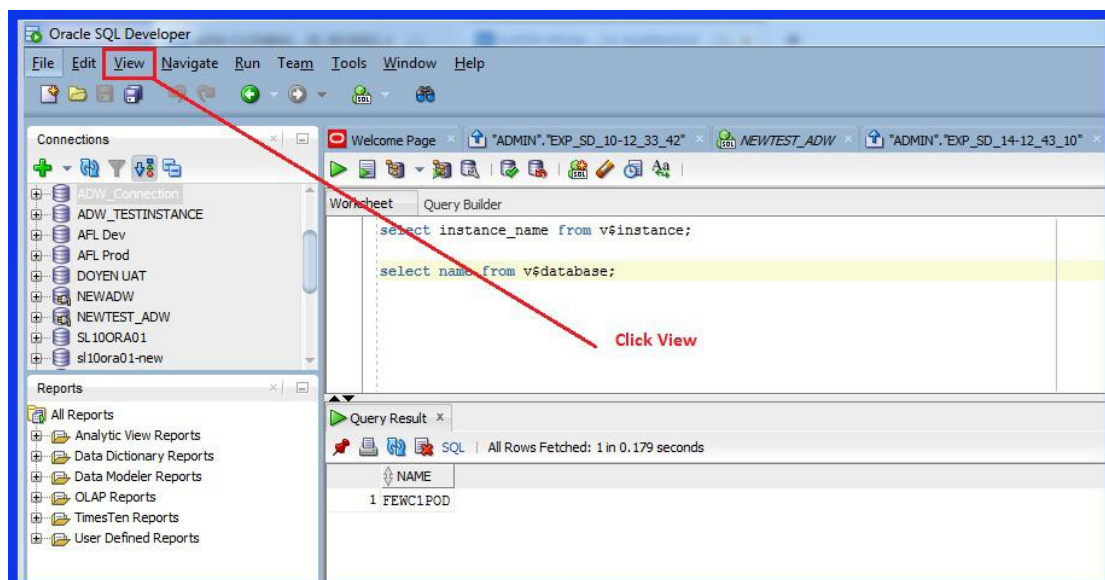 Oracle SQL Developer
File Edit View Navigate Run Team Tools Window Help
Connections
Welcome Page "ADMIN"."EXP_SD_10-12_33_42" NEWTEST_ADW "ADMIN"."EXP_SD_14-12_43_10"
ADW_Connection
ADW_TESTINSTANCE
AFL Dev
AFL Prod
DOYEN UAT
NEWADW
NEWTEST_ADW
SL10ORA01
sl10ora01-new
Worksheet Query Builder
select instance_name from v$instance;
select name from v$database;
Click View
Reports
All Reports
Analytic View Reports
Data Dictionary Reports
Data Modeler Reports
OLAP Reports
TimesTen Reports
User Defined Reports
Query Result
SQL | All Rows Fetched: 1 in 0.179 seconds
NAME
1 FEWC1POD